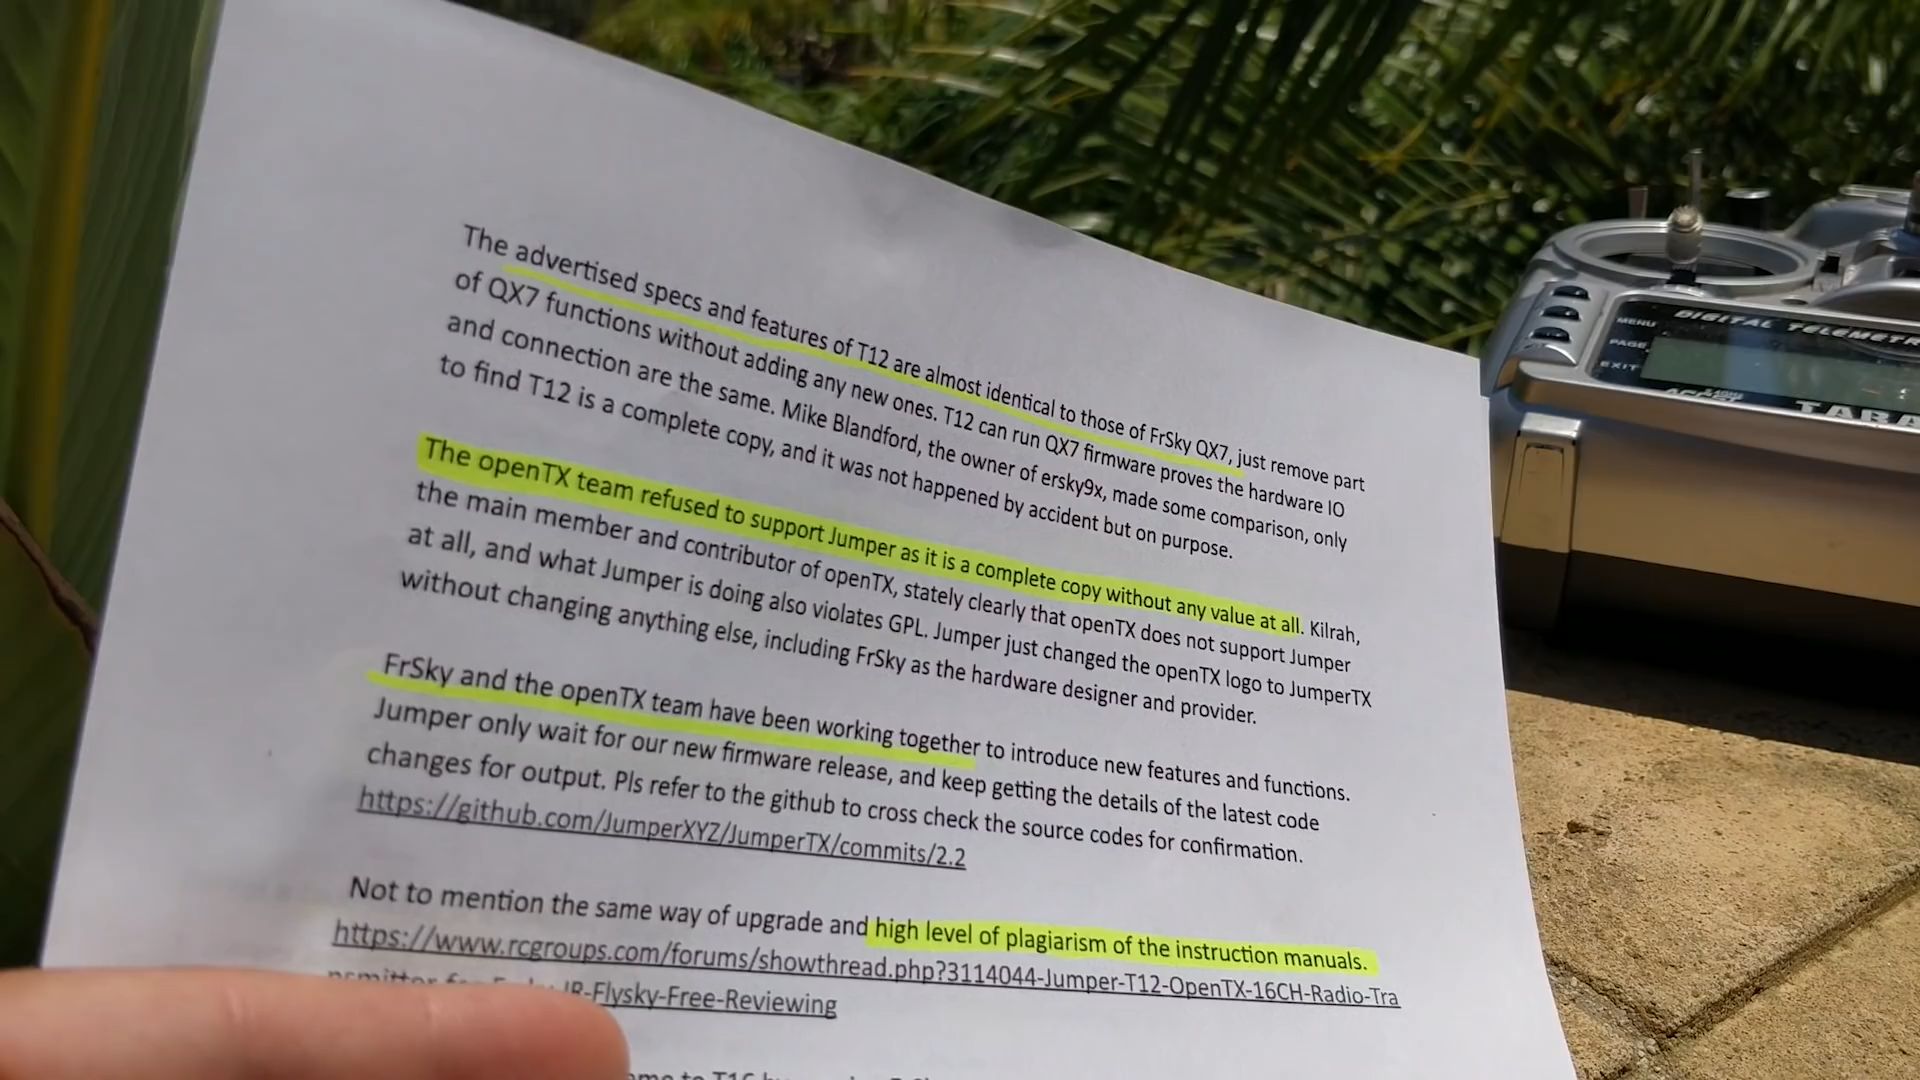 The advertised specs and features of T12 are almost identical to those of FrSky QX7, just remove part
of QX7 functions without adding any new ones. T12 can run QX7 firmware proves the hardware IO
and connection are the same. Mike Blandford, the owner of ersky9x, made some comparison, only
to find T12 is a complete copy, and it was not happened by accident but on purpose.
The openTX team refused to support Jumper as it is a complete copy without any value at all. Kilrah,
the main member and contributor of openTX, stately clearly that openTX does not support Jumper
at all, and what Jumper is doing also violates GPL. Jumper just changed the openTX logo to JumperTX
without changing anything else, including FrSky as the hardware designer and provider.
FrSky and the openTX team have been working together to introduce new features and functions.
Jumper only wait for our new firmware release, and keep getting the details of the latest code
changes for output. Pls refer to the github to cross check the source codes for confirmation.
https://github.com/JumperXYZ/JumperTX/commits/2.2
Not to mention the same way of upgrade and high level of plagiarism of the instruction manuals.
https://www.rcgroups.com/forums/showthread.php?3114044-Jumper-T12-OpenTX-16CH-Radio-Tra
JR-Flysky-Free-Reviewing
to T16
DIGITAL TELEMETR
MENU
PAGE
EXIT
TARA